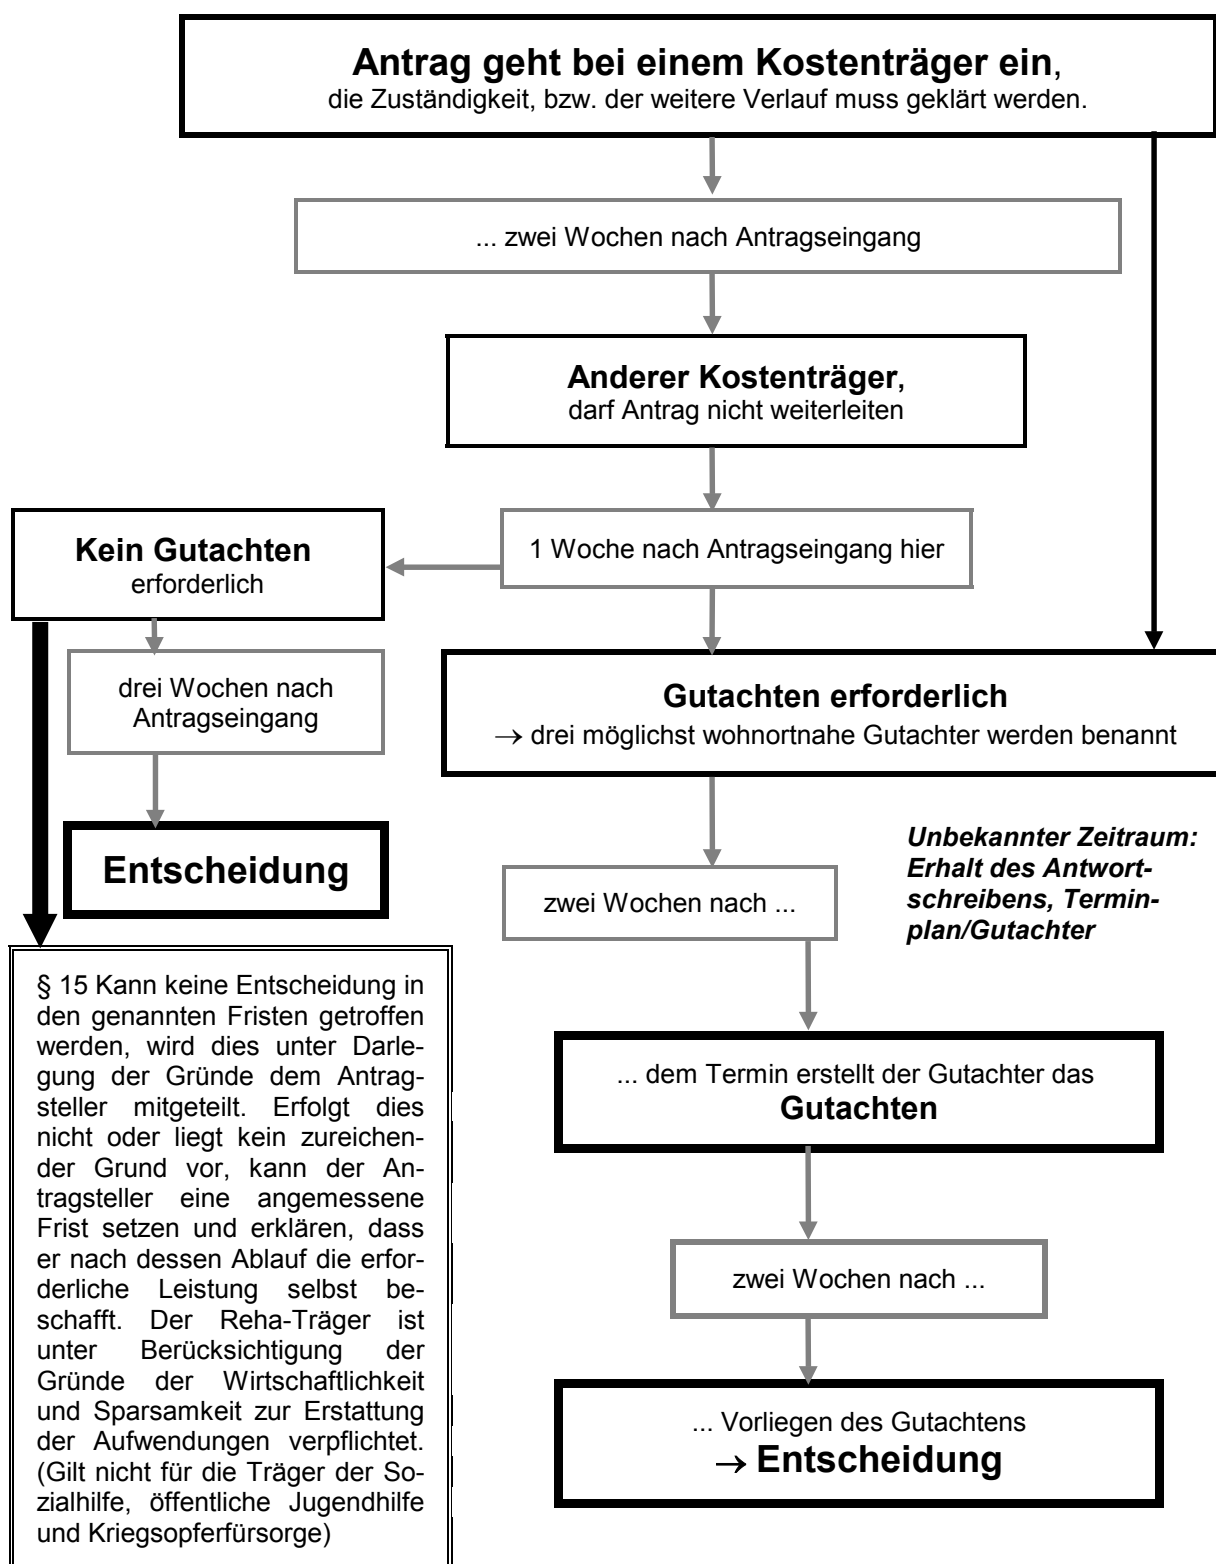 Antrag geht bei einem Kostenträger ein,
die Zuständigkeit, bzw. der weitere Verlauf muss geklärt werden.
... zwei Wochen nach Antragseingang
Anderer Kostenträger,
darf Antrag nicht weiterleiten
1 Woche nach Antragseingang hier
Kein Gutachten
erforderlich
drei Wochen nach
Antragseingang
Entscheidung
§ 15 Kann keine Entscheidung in
den genannten Fristen getroffen
werden, wird dies unter Darle-
gung der Gründe dem Antrag-
steller mitgeteilt. Erfolgt dies
nicht oder liegt kein zureichen-
der Grund vor, kann der An-
tragsteller eine angemessene
Frist setzen und erklären, dass
er nach dessen Ablauf die erfor-
derliche Leistung selbst be-
schafft. Der Reha-Träger ist
unter Berücksichtigung der
Gründe der Wirtschaftlichkeit
und Sparsamkeit zur Erstattung
der Aufwendungen verpflichtet.
(Gilt nicht für die Träger der So-
zialhilfe, öffentliche Jugendhilfe
und Kriegsopferfürsorge)
Gutachten erforderlich
→ drei möglichst wohnortnahe Gutachter werden benannt
Unbekannter Zeitraum:
Erhalt des Antwort-
schreibens, Termin-
plan/Gutachter
zwei Wochen nach ...
... dem Termin erstellt der Gutachter das
Gutachten
zwei Wochen nach ...
... Vorliegen des Gutachtens
→ Entscheidung